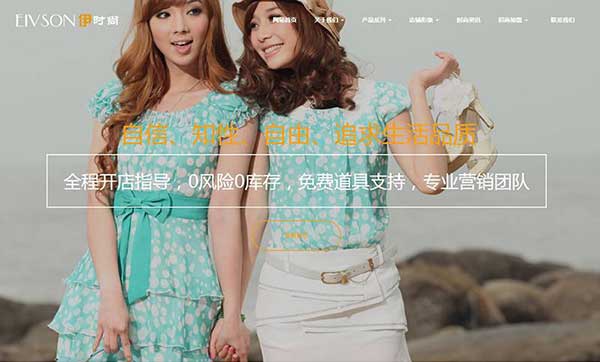 EIVSON 伊时尚
网站首页 关于我们 产品系列 店铺形象 时尚资讯 招商加盟 联系我们
自信、知性、自由、追求生活品质
全程开店指导，0风险0库存，免费道具支持，专业营销团队